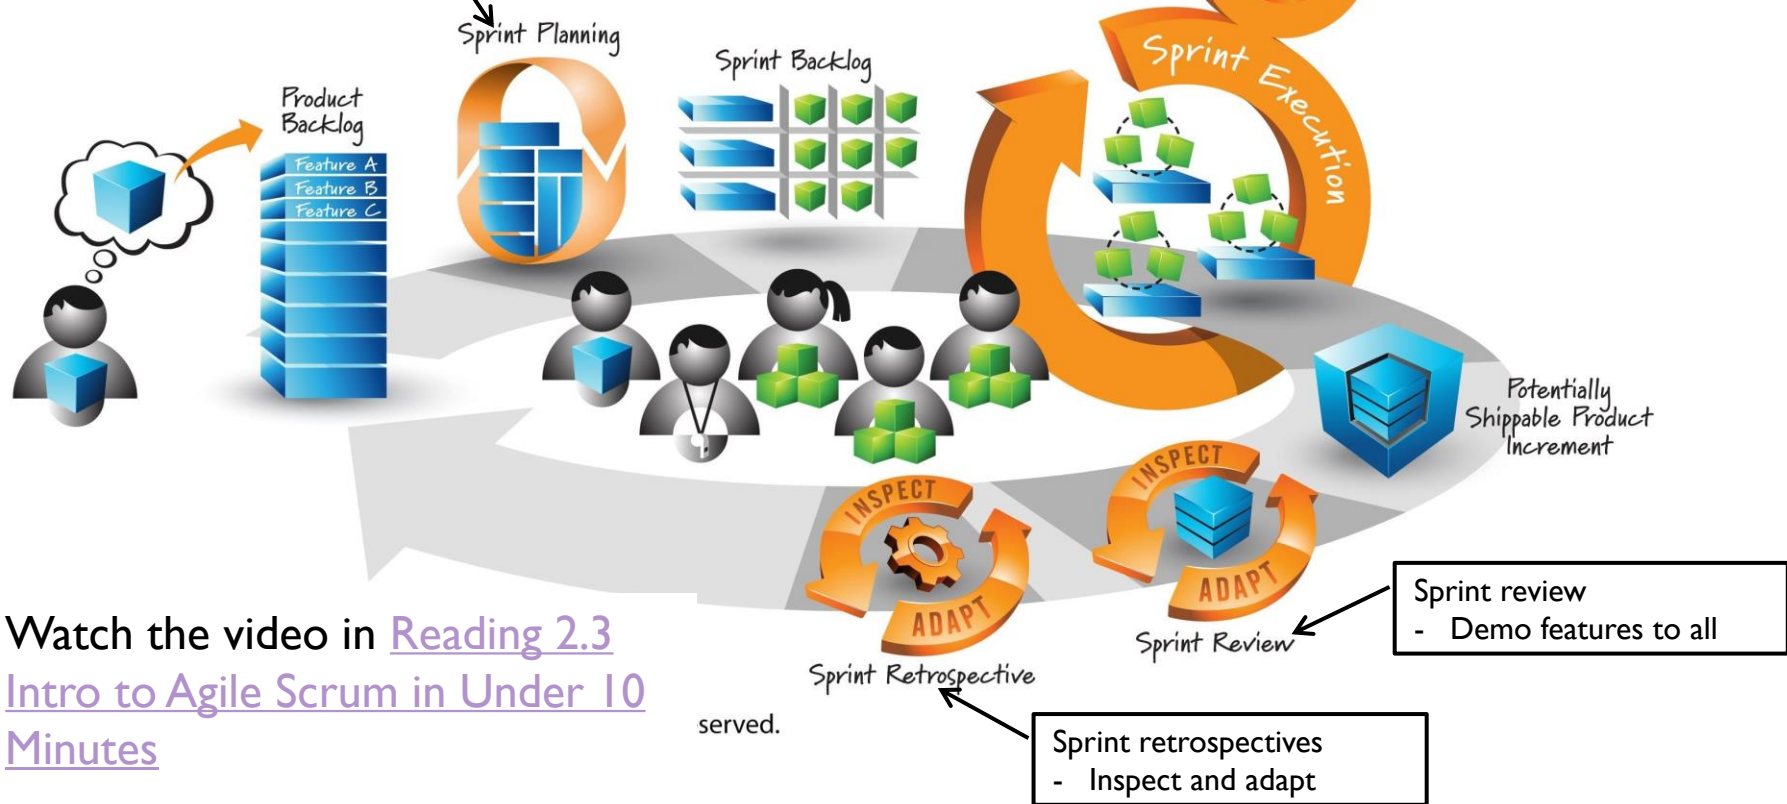 Sprint Planning
Sprint Backlog
Sprint Execution
Product
Backlog
Feature A
Feature B
Feature C
Potentially
Shippable Product
Increment
INSPECT
ADAPT
Sprint Review
INSPECT
ADAPT
Sprint Retrospective
Sprint review
- Demo features to all
Watch the video in Reading 2.3
Intro to Agile Scrum in Under 10
Minutes
served.
Sprint retrospectives
- Inspect and adapt